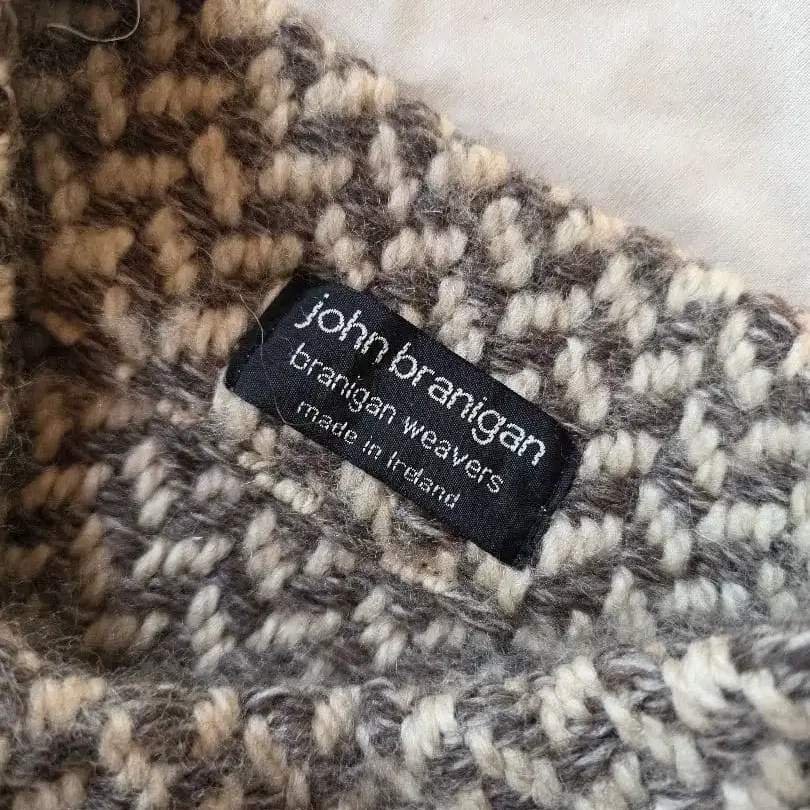 john branigan
branigan weavers
made in Ireland